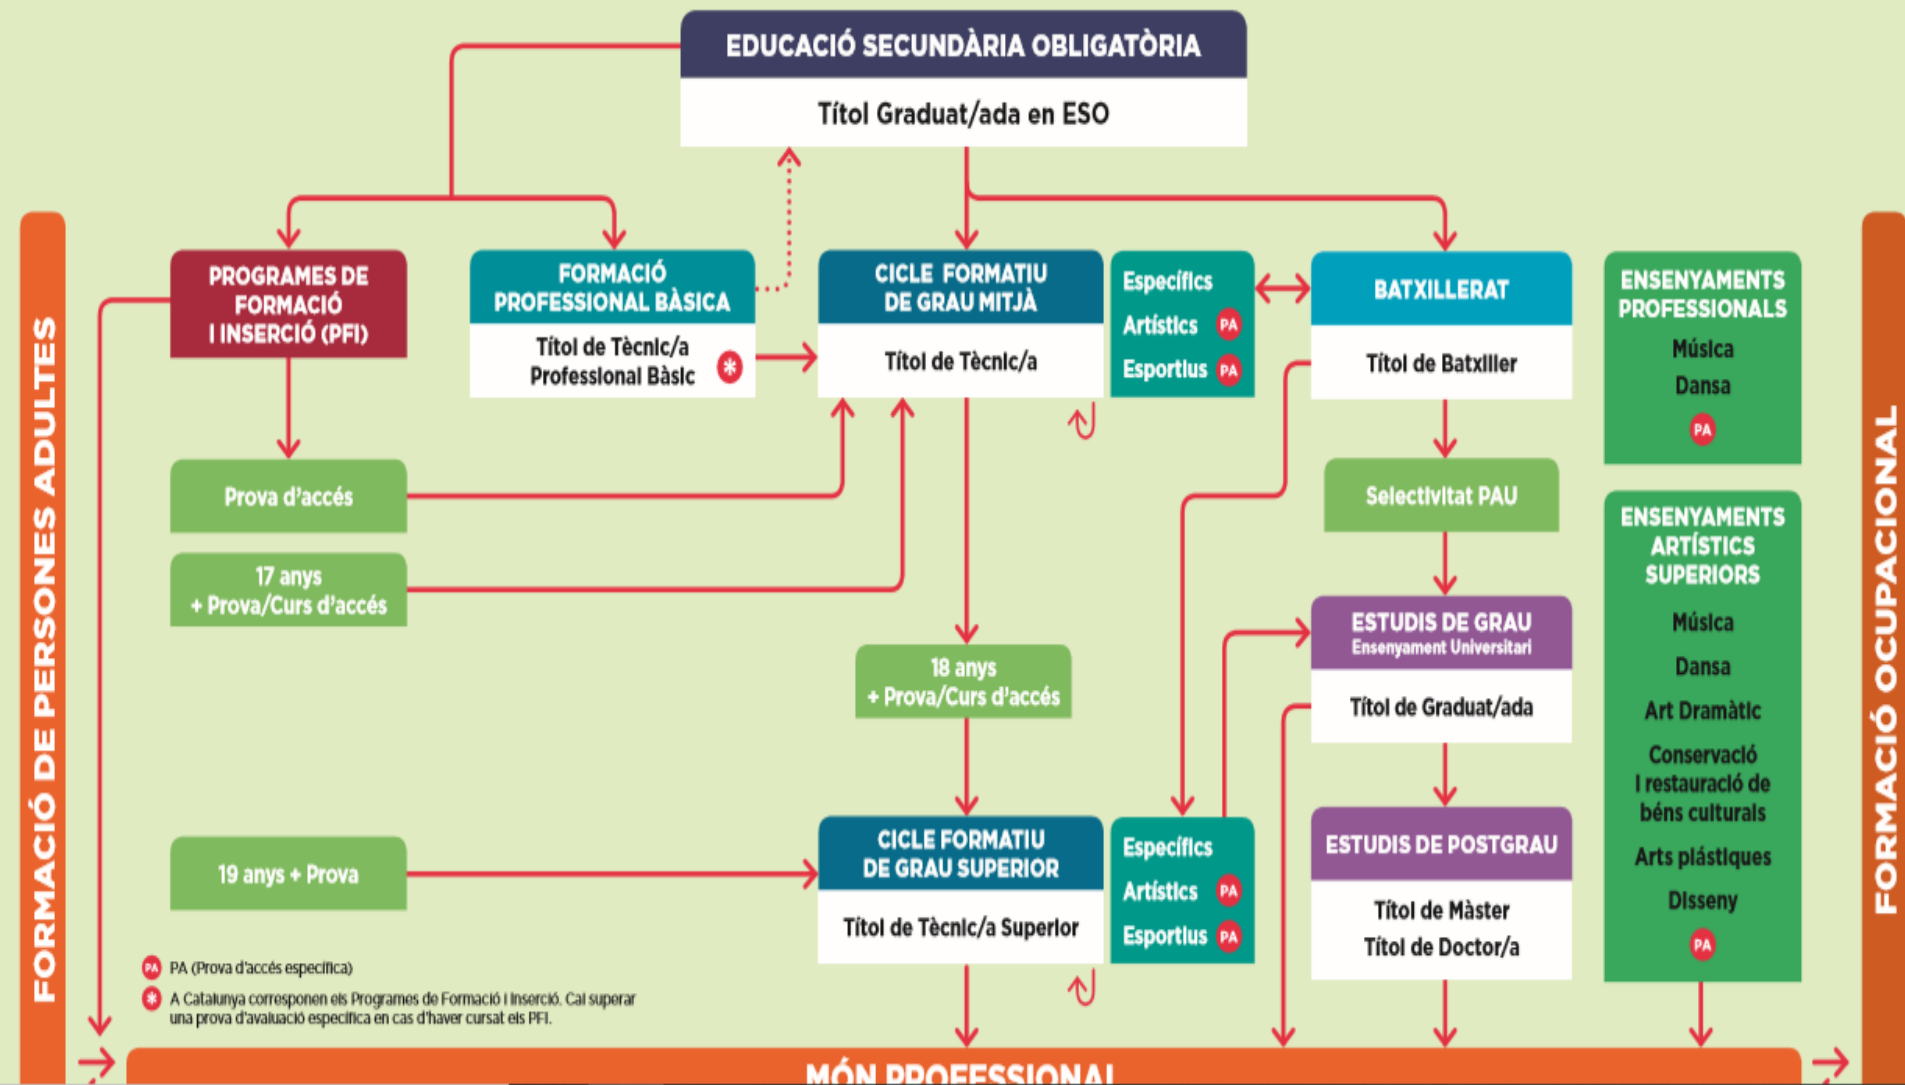 EDUCACIÓ SECUNDÀRIA OBLIGATÒRIA
Títol Graduat/ada en ESO
PROGRAMES DE
FORMACIÓ
I INSERCIÓ (PFI)
FORMACIÓ
PROFESSIONAL BÀSICA
Títol de Tècnic/a
Professional Bàsic *
CICLE FORMATIU
DE GRAU MITJÀ
Títol de Tècnic/a
Específics
Artístics PA
Esportius PA
BATXILLERAT
Títol de Batxiller
ENSENYAMENTS
PROFESSIONALS
Música
Dansa
PA
Prova d'accés
17 anys
+ Prova/Curs d'accés
18 anys
+ Prova/Curs d'accés
Selectivitat PAU
ESTUDIS DE GRAU
Ensenyament Universitari
Títol de Graduat/ada
ENSENYAMENTS
ARTÍSTICS
SUPERIORS
Música
Dansa
Art Dramàtic
Conservació
I restauració de
béns culturals
Arts plástiques
Disseny
PA
19 anys + Prova
CICLE FORMATIU
DE GRAU SUPERIOR
Títol de Tècnic/a Superior
Específics
Artístics PA
Esportius PA
ESTUDIS DE POSTGRAU
Títol de Màster
Títol de Doctor/a
PA PA (Prova d'accés específica)
* A Catalunya corresponen els Programes de Formació i Inserció. Cal superar
una prova d'avaluació específica en cas d'haver cursat els PFI.
FORMACIÓ DE PERSONES ADULTES
FORMACIÓ OCUPACIONAL
MÓN PROFESSIONAL